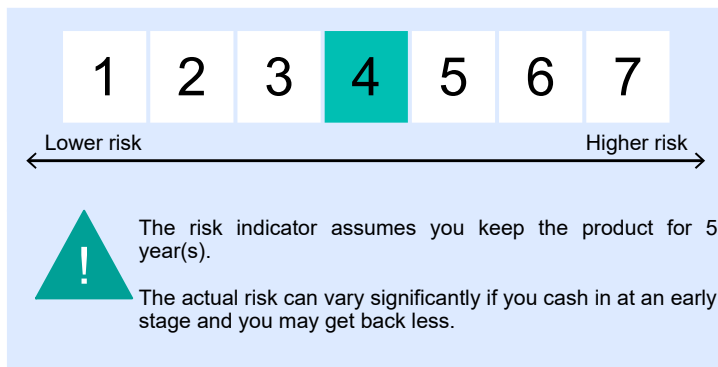 1 2 3 4 5 6 7
Lower risk Higher risk
!
The risk indicator assumes you keep the product for 5
year(s).
The actual risk can vary significantly if you cash in at an early
stage and you may get back less.